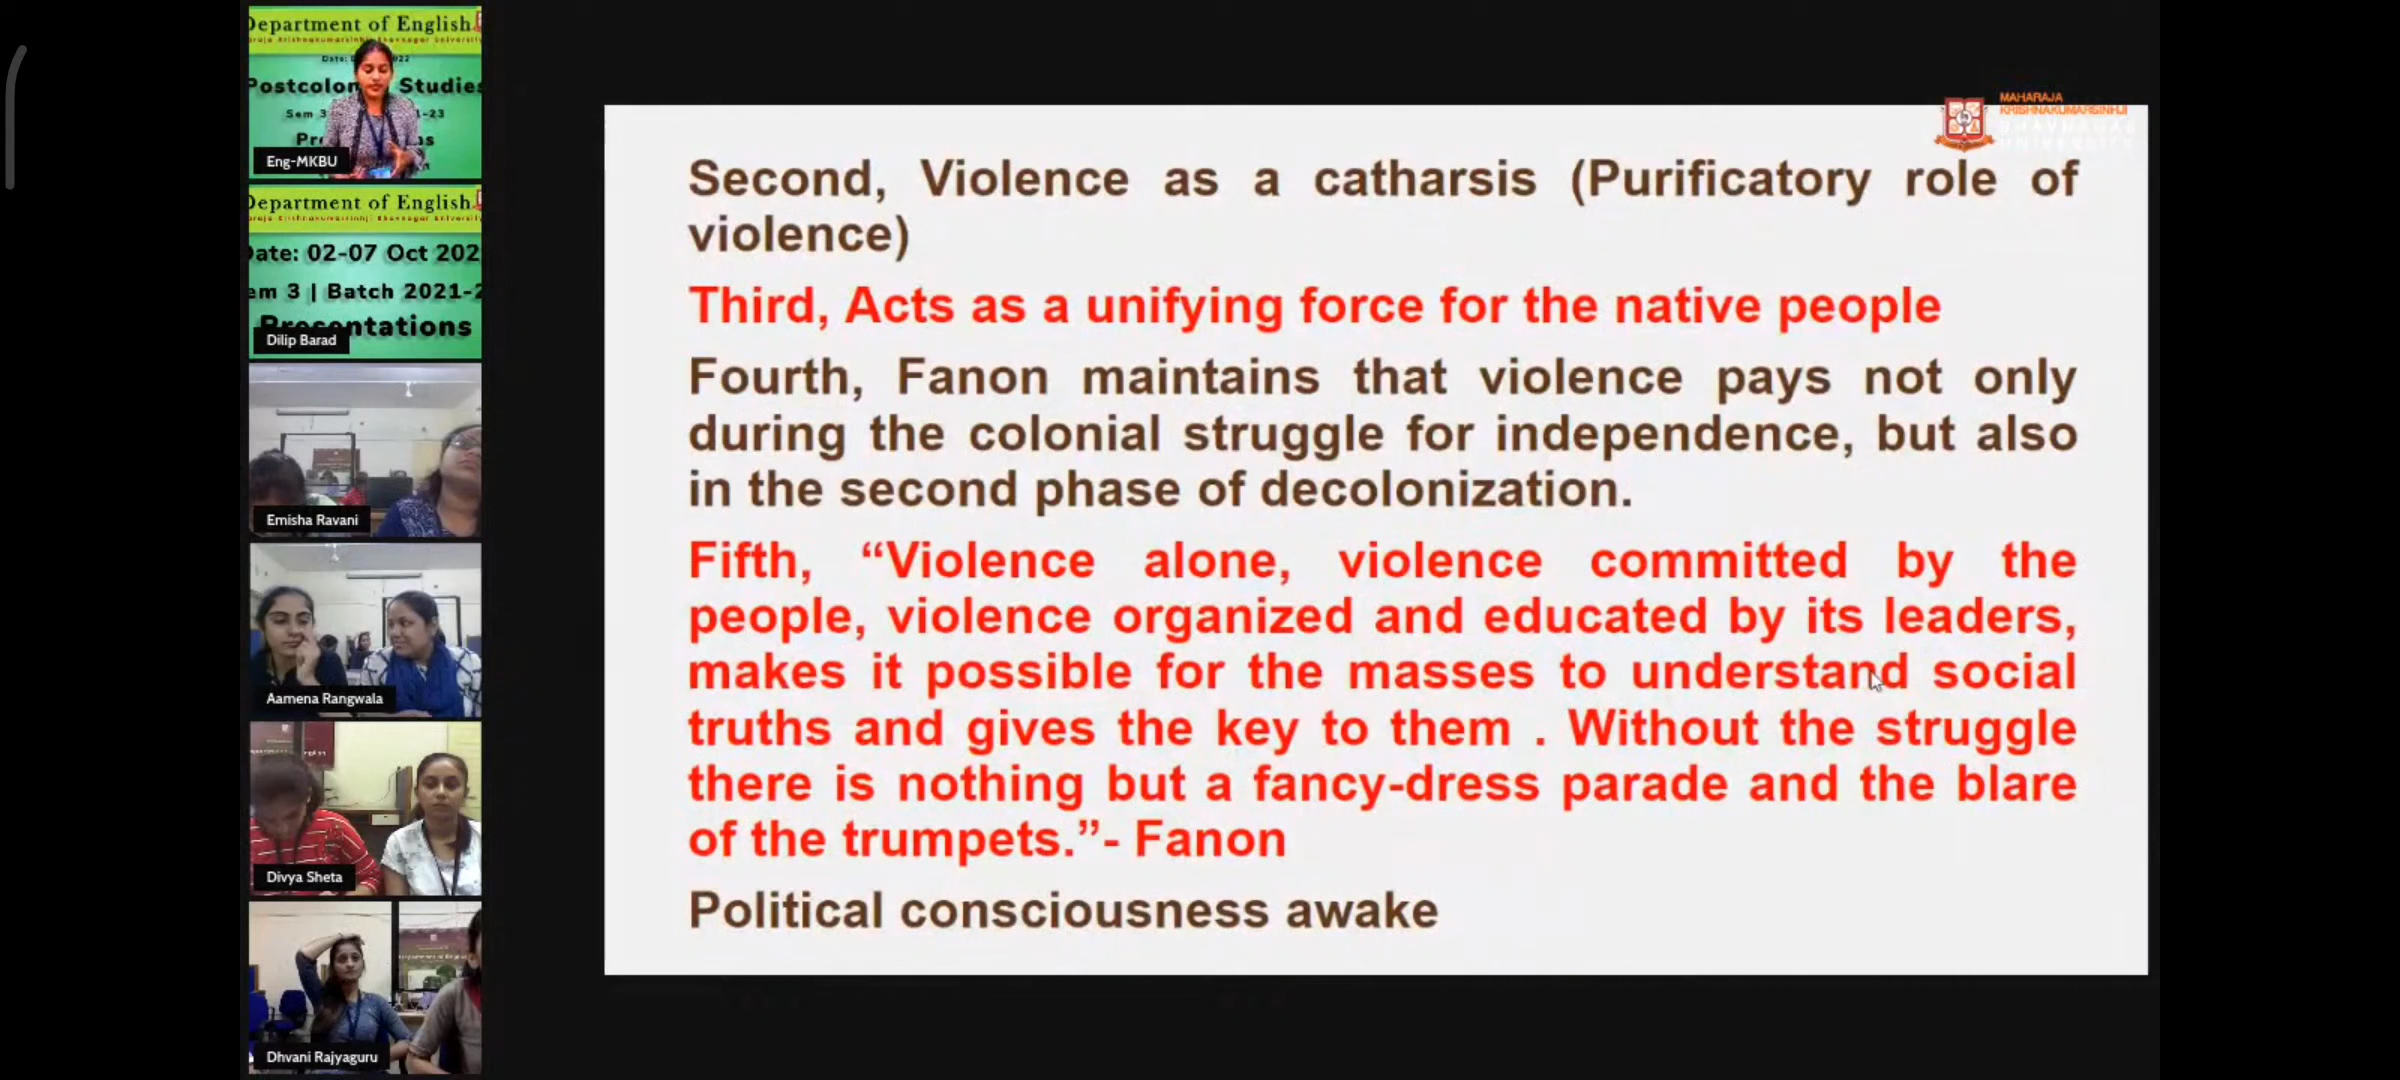 Department of English
Postcolon Studies
Eng-MKBU
Department of English
Date: 02-07 Oct 202
em 3 | Batch 2021-2
Presentations
Dilip Barad
Emisha Ravani
Aamena Rangwala
Divya Sheta
Dhvani Rajyaguru
MAHARAJA
KRISHNAKUMARSINHJI
BHAVNAGAR
UNIVERSITY
Second, Violence as a catharsis (Purificatory role of
violence)
Third, Acts as a unifying force for the native people
Fourth, Fanon maintains that violence pays not only
during the colonial struggle for independence, but also
in the second phase of decolonization.
Fifth, “Violence alone, violence committed by the
people, violence organized and educated by its leaders,
makes it possible for the masses to understand social
truths and gives the key to them . Without the struggle
there is nothing but a fancy-dress parade and the blare
of the trumpets.”- Fanon
Political consciousness awake